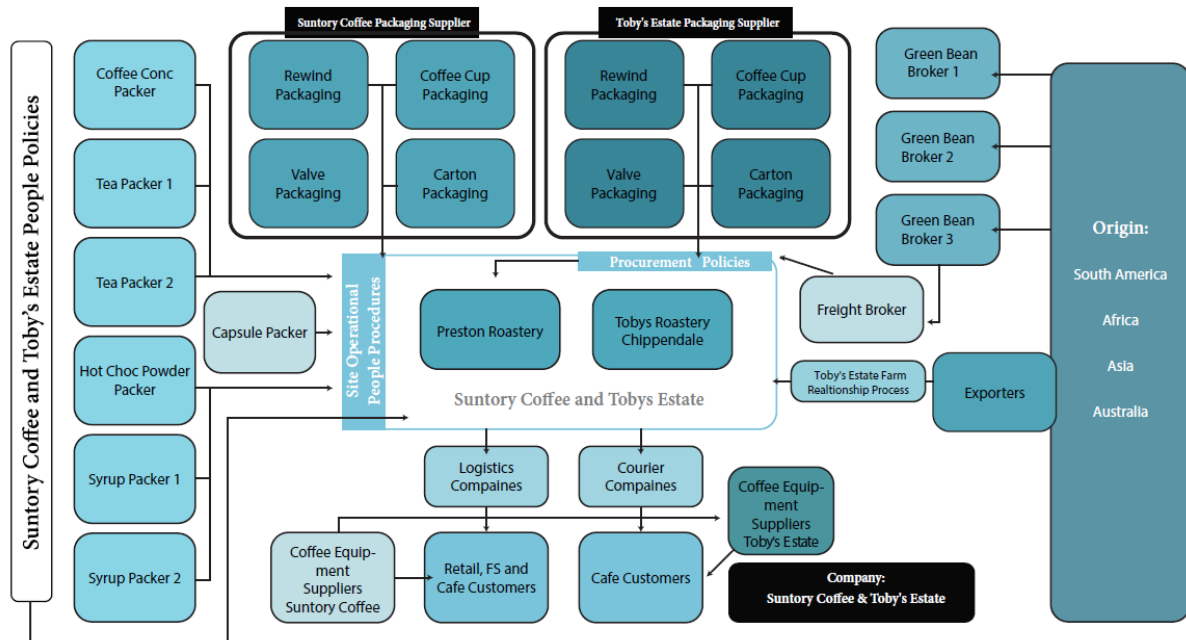 Suntory Coffee and Toby's Estate People Policies
Coffee Conc
Packer
Tea Packer 1
Tea Packer 2
Hot Choc Powder
Packer
Syrup Packer 1
Syrup Packer 2
Capsule Packer
Suntory Coffee Packaging Supplier
Rewind
Packaging
Coffee Cup
Packaging
Valve
Packaging
Carton
Packaging
Toby's Estate Packaging Supplier
Rewind
Packaging
Coffee Cup
Packaging
Valve
Packaging
Carton
Packaging
Green Bean
Broker 1
Green Bean
Broker 2
Green Bean
Broker 3
Origin:
South America
Africa
Asia
Australia
Site Operational
People Procedures
Procurement Policies
Preston Roastery
Tobys Roastery
Chippendale
Suntory Coffee and Tobys Estate
Freight Broker
Toby's Estate Farm
Realtionship Process
Exporters
Logistics
Compaines
Courier
Compaines
Coffee Equip-
ment
Suppliers
Suntory Coffee
Retail, FS and
Cafe Customers
Cafe Customers
Coffee Equip-
ment
Suppliers
Toby's Estate
Company:
Suntory Coffee & Toby's Estate